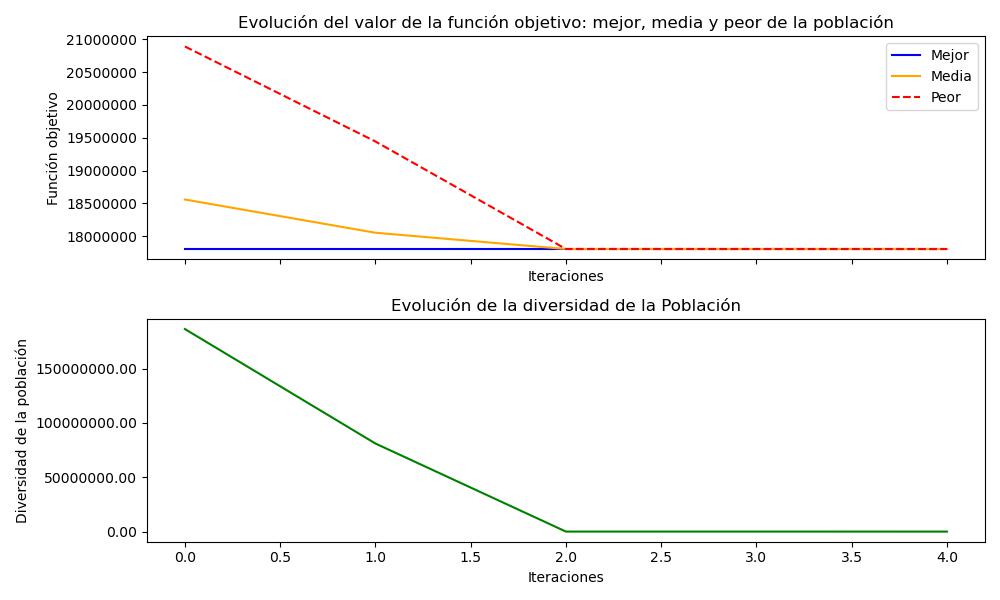 Evolución del valor de la función objetivo: mejor, media y peor de la población
21000000
20500000
20000000
19500000
19000000
18500000
18000000
Función objetivo
Mejor
Media
Peor
Iteraciones
Evolución de la diversidad de la Población
150000000.00
100000000.00
50000000.00
0.00
Diversidad de la población
0.0 0.5 1.0 1.5 2.0 2.5 3.0 3.5 4.0
Iteraciones